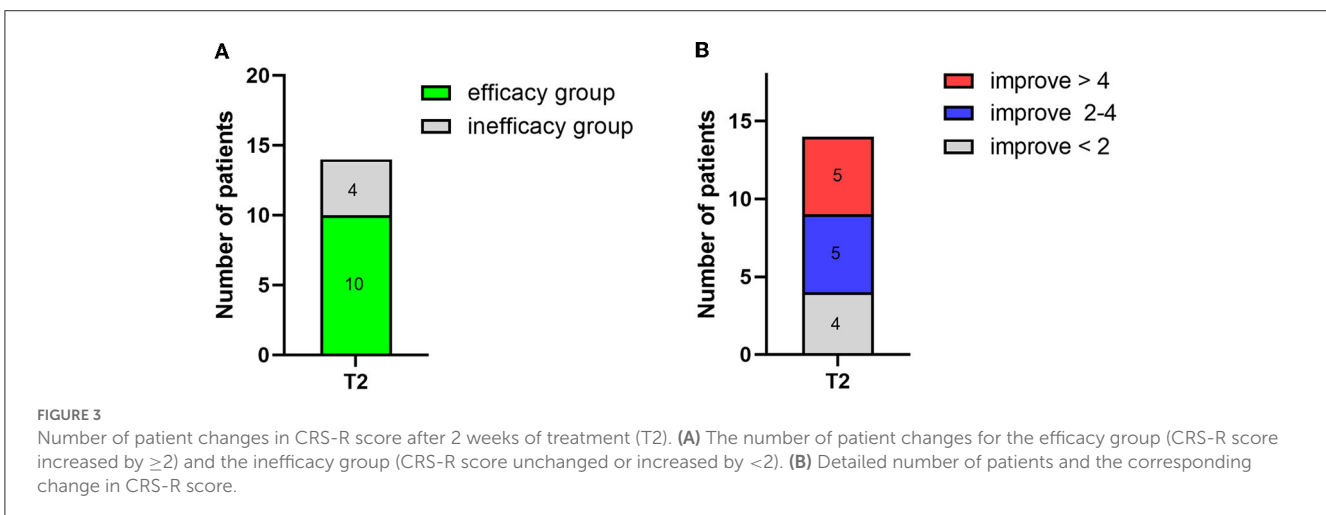 A
20
15
10
5
0
Number of patients
4
10
T2
efficacy group
inefficacy group
B
15
10
5
0
Number of patients
5
5
4
T2
improve > 4
improve 2-4
improve < 2
FIGURE 3
Number of patient changes in CRS-R score after 2 weeks of treatment (T2). (A) The number of patient changes for the efficacy group (CRS-R score
increased by ≥2) and the inefficacy group (CRS-R score unchanged or increased by <2). (B) Detailed number of patients and the corresponding
change in CRS-R score.